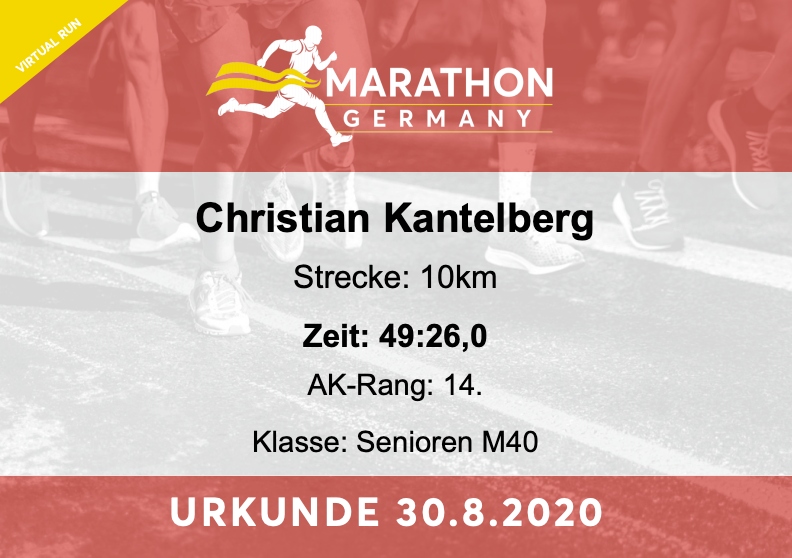 VIRTUAL RUN
MARATHON
GERMANY
Christian Kantelberg
Strecke: 10km
Zeit: 49:26,0
AK-Rang: 14.
Klasse: Senioren M40
URKUNDE 30.8.2020